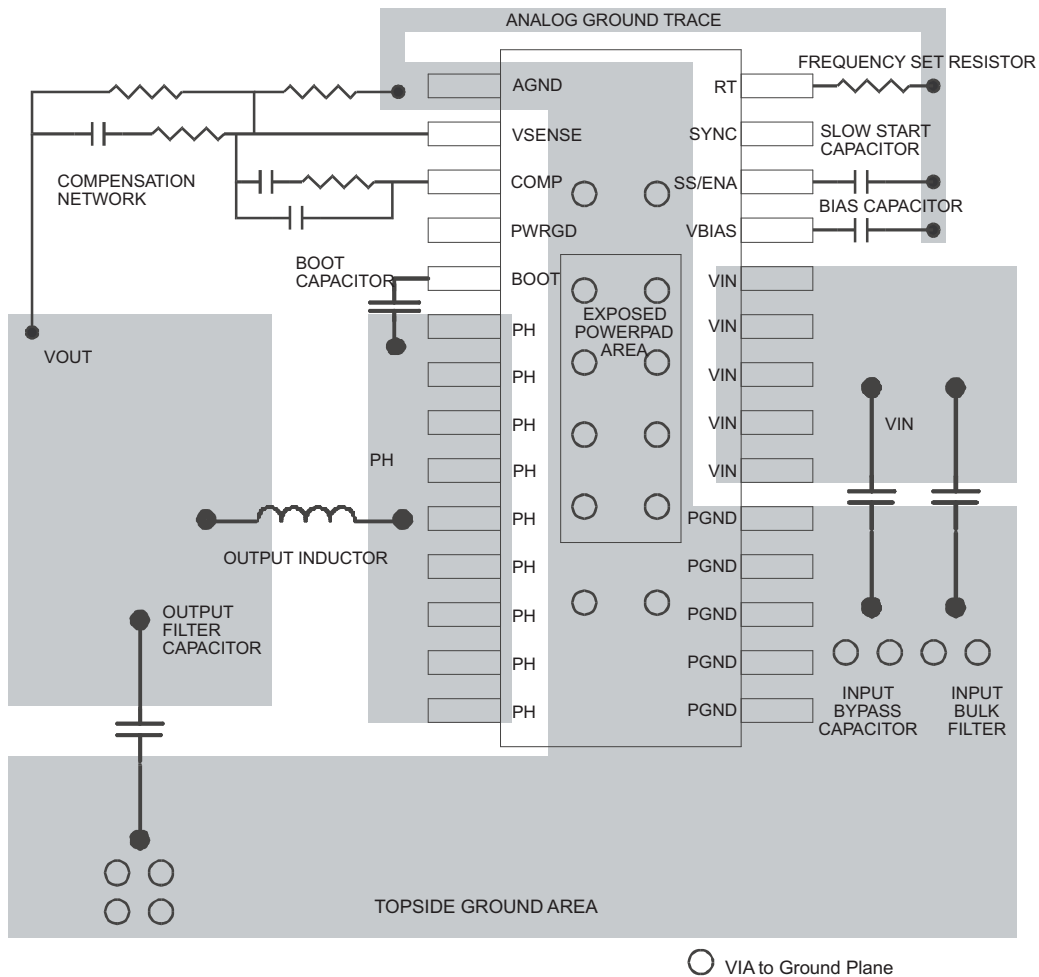 ANALOG GROUND TRACE
FREQUENCY SET RESISTOR
AGND
RT
VSENSE
SYNC
SLOW START
CAPACITOR
COMPENSATION
NETWORK
COMP
SS/ENA
BIAS CAPACITOR
PWRGD
VBIAS
BOOT
CAPACITOR
BOOT
VIN
EXPOSED
POWERPAD
AREA
PH
VIN
VOUT
PH
VIN
PH
VIN
VIN
PH
PH
VIN
PH
PGND
OUTPUT INDUCTOR
PH
PGND
OUTPUT
FILTER
CAPACITOR
PH
PGND
PH
PGND
PH
PGND
INPUT
BYPASS
CAPACITOR
INPUT
BULK
FILTER
TOPSIDE GROUND AREA
VIA to Ground Plane